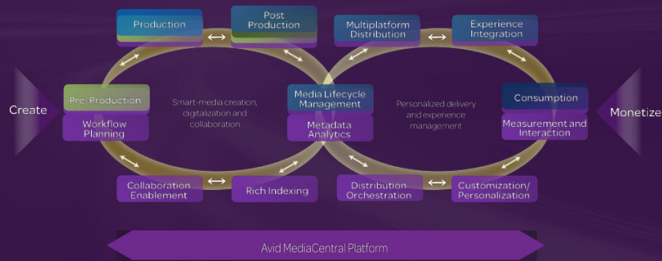 Production
Post
Production
Multiplatform
Distribution
Experience
Integration
Create
Pre-Production
Workflow
Planning
Smart-media creation,
digitalization and
collaboration
Media Lifecycle
Management
Metadata
Analytics
Personalized delivery
and experience
management
Consumption
Measurement and
Interaction
Monetize
Collaboration
Enablement
Rich Indexing
Distribution
Orchestration
Customization/
Personalization
Avid MediaCentral Platform